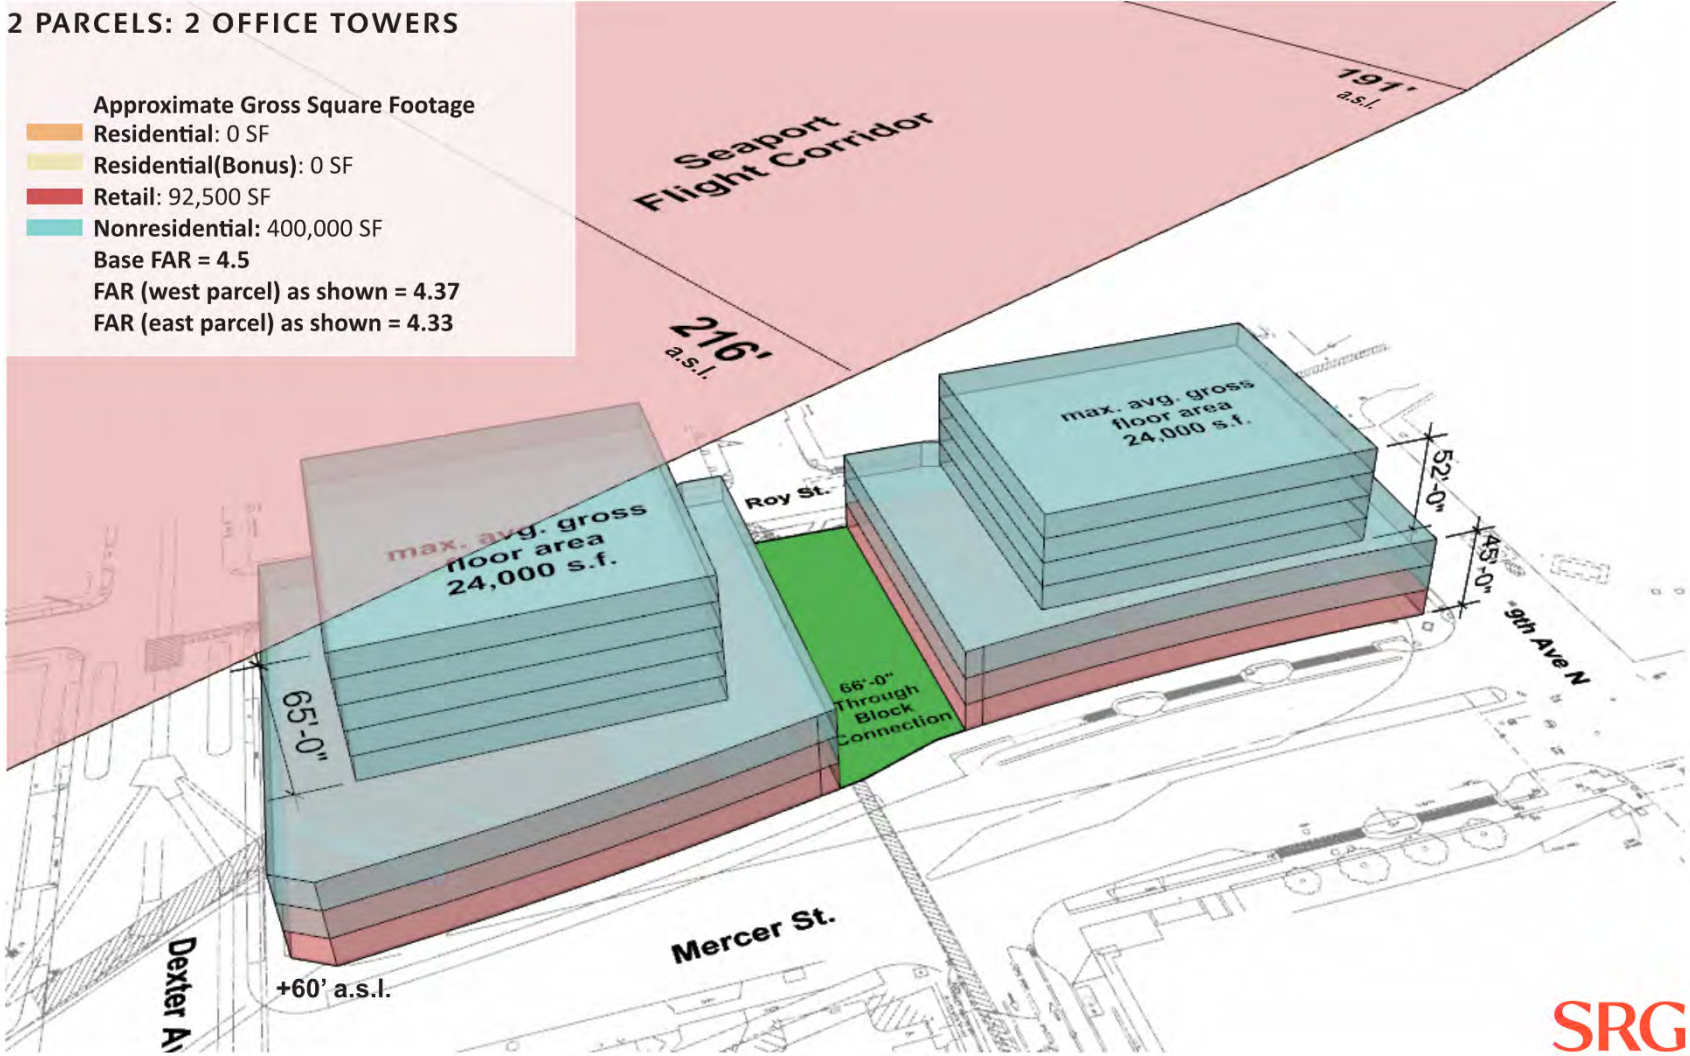 2 PARCELS: 2 OFFICE TOWERS
Approximate Gross Square Footage
Residential: 0 SF
Residential(Bonus): 0 SF
Retail: 92,500 SF
Nonresidential: 400,000 SF
Base FAR = 4.5
FAR (west parcel) as shown = 4.37
FAR (east parcel) as shown = 4.33
191'
a.s.l.
Seaport
Flight Corridor
216'
a.s.l.
max. avg. gross
floor area
24,000 s.f.
52'-0"
45'-0"
Roy St.
max. avg. gross
floor area
24,000 s.f.
9th Ave N
66'-0"
Through
Block
Connection
65'-0"
Mercer St.
Dexter Av
+60' a.s.l.
SRG